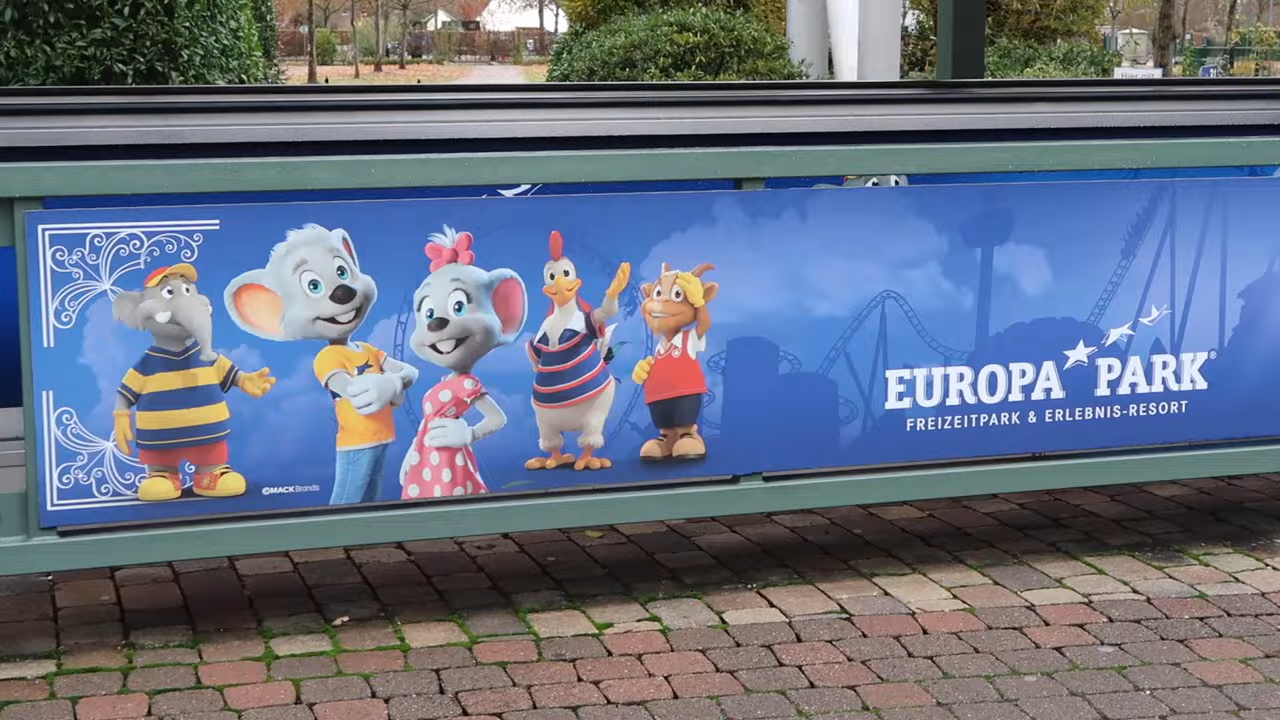 Hier gilt
©MACK Brands
EUROPA PARK®
FREIZEITPARK & ERLEBNIS-RESORT